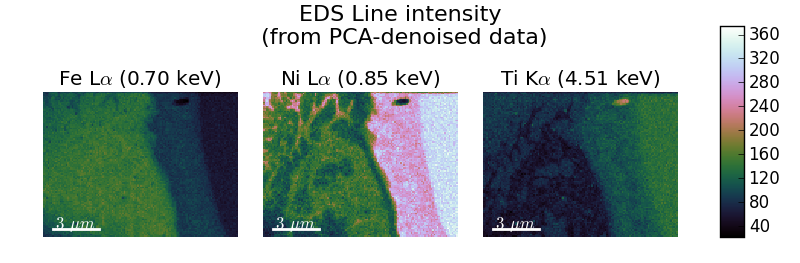 EDS Line intensity
(from PCA-denoised data)
Fe Lα (0.70 keV)
Ni Lα (0.85 keV)
Ti Kα (4.51 keV)
3 μm
3 μm
3 μm
360
320
280
240
200
160
120
80
40